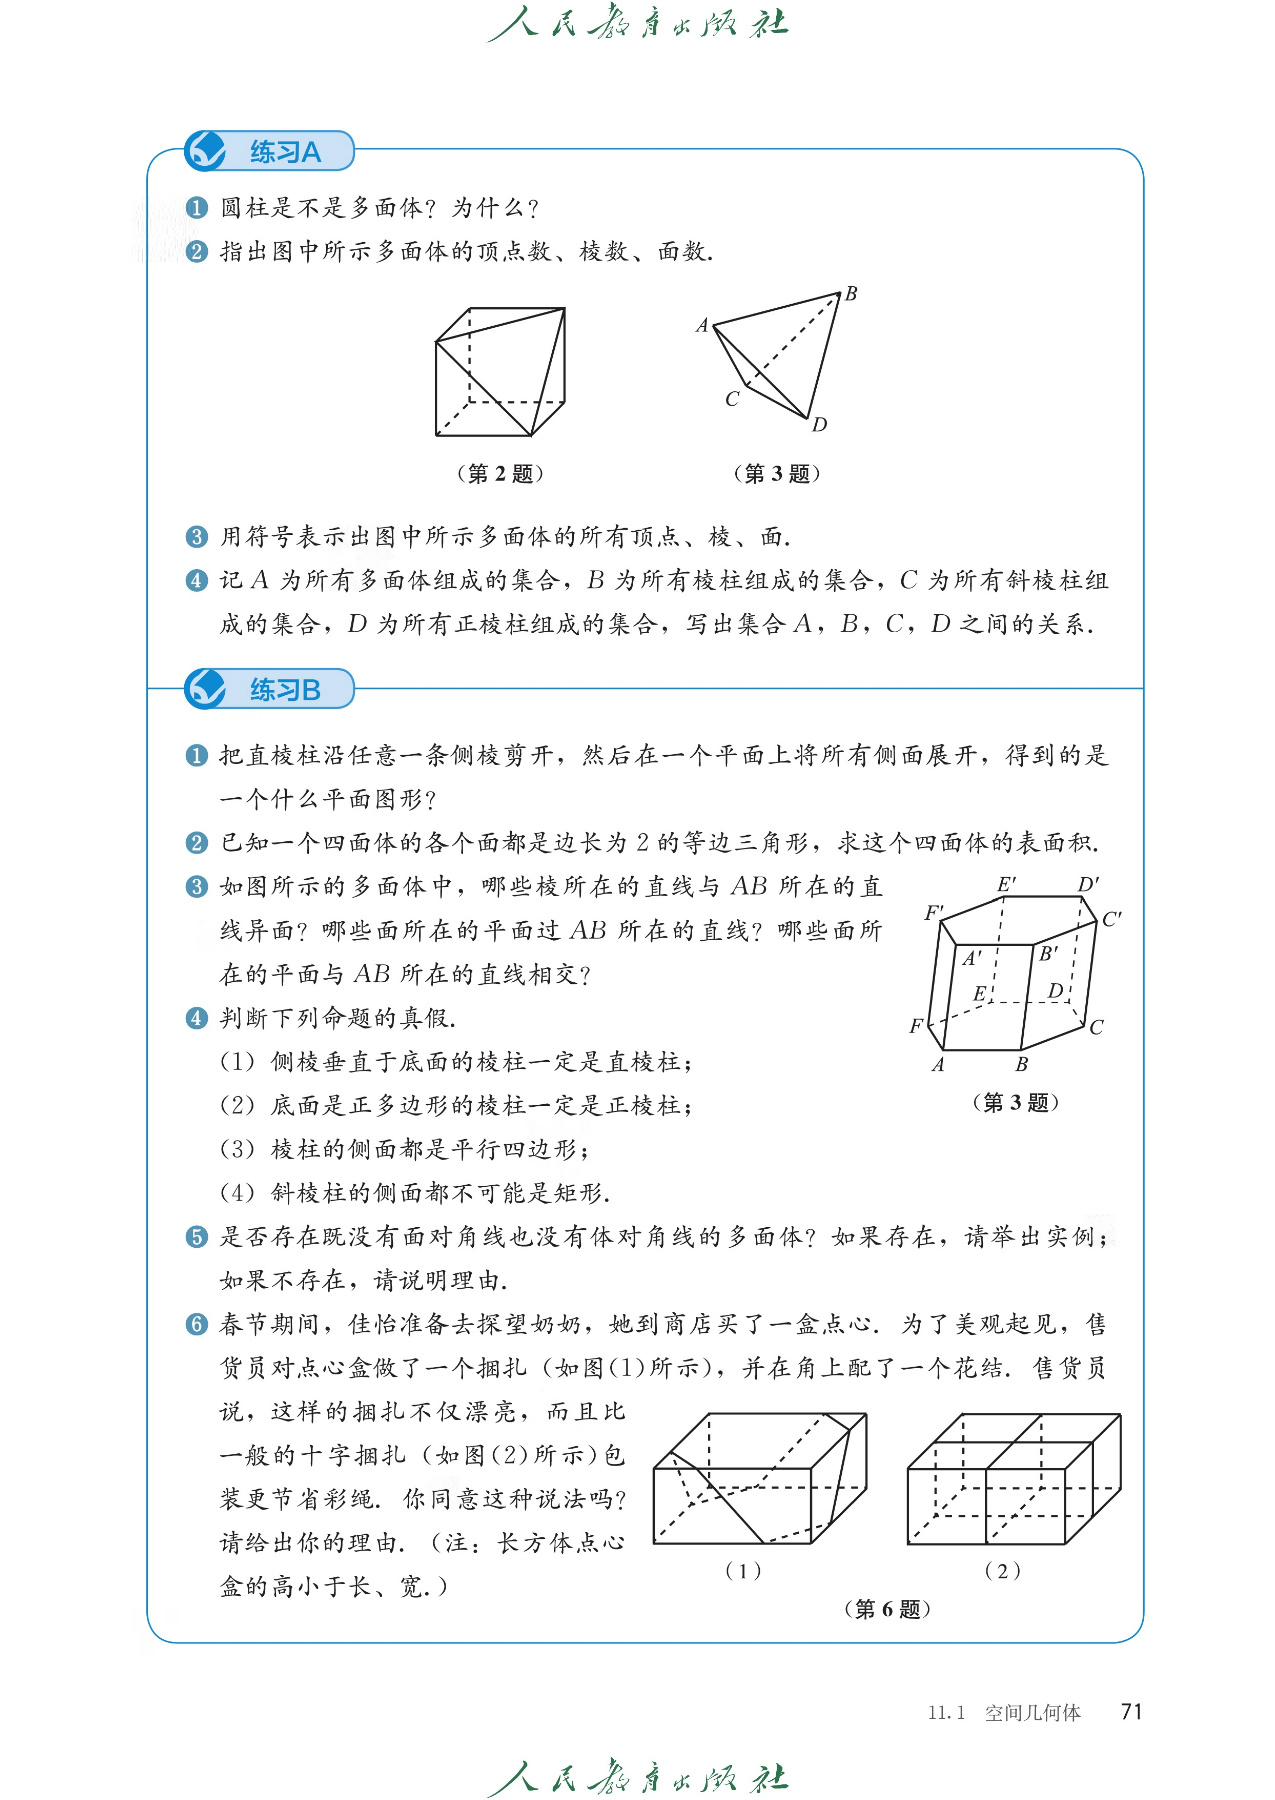 人民教育出版社
练习A
1 圆柱是不是多面体？为什么？
2 指出图中所示多面体的顶点数、棱数、面数.
B
A
C
D
（第 2 题）
（第 3 题）
3 用符号表示出图中所示多面体的所有顶点、棱、面.
4 记 A 为所有多面体组成的集合，B 为所有棱柱组成的集合，C 为所有斜棱柱组
成的集合，D 为所有正棱柱组成的集合，写出集合 A，B，C，D 之间的关系.
练习B
1 把直棱柱沿任意一条侧棱剪开，然后在一个平面上将所有侧面展开，得到的是
一个什么平面图形？
2 已知一个四面体的各个面都是边长为 2 的等边三角形，求这个四面体的表面积.
3 如图所示的多面体中，哪些棱所在的直线与 AB 所在的直
线异面？哪些面所在的平面过 AB 所在的直线？哪些面所
在的平面与 AB 所在的直线相交？
E′ D′
F′ C′
A′ B′
E D
F C
A B
（第 3 题）
4 判断下列命题的真假.
（1）侧棱垂直于底面的棱柱一定是直棱柱；
（2）底面是正多边形的棱柱一定是正棱柱；
（3）棱柱的侧面都是平行四边形；
（4）斜棱柱的侧面都不可能是矩形.
5 是否存在既没有面对角线也没有体对角线的多面体？如果存在，请举出实例；
如果不存在，请说明理由.
6 春节期间，佳怡准备去探望奶奶，她到商店买了一盒点心. 为了美观起见，售
货员对点心盒做了一个捆扎（如图(1)所示），并在角上配了一个花结. 售货员
说，这样的捆扎不仅漂亮，而且比
一般的十字捆扎（如图(2)所示）包
装更节省彩绳. 你同意这种说法吗？
请给出你的理由.（注：长方体点心
盒的高小于长、宽.）
（1）
（2）
（第 6 题）
11.1 空间几何体 71
人民教育出版社